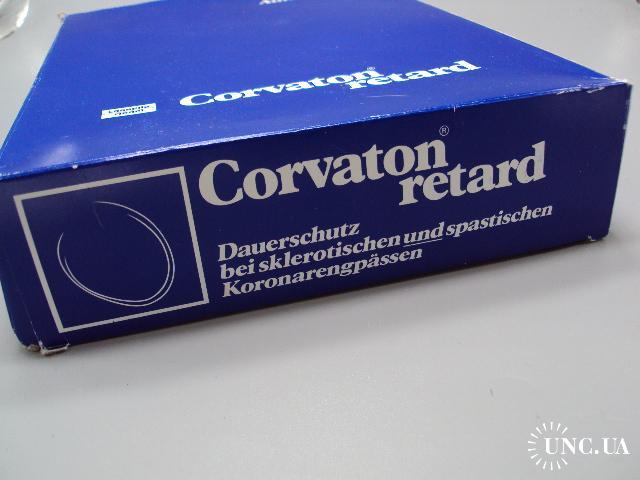 Corvaton®
retard
Corvaton®
retard
Dauerschutz
bei sklerotischen und spastischen
Koronarengpässen
UNC.UA